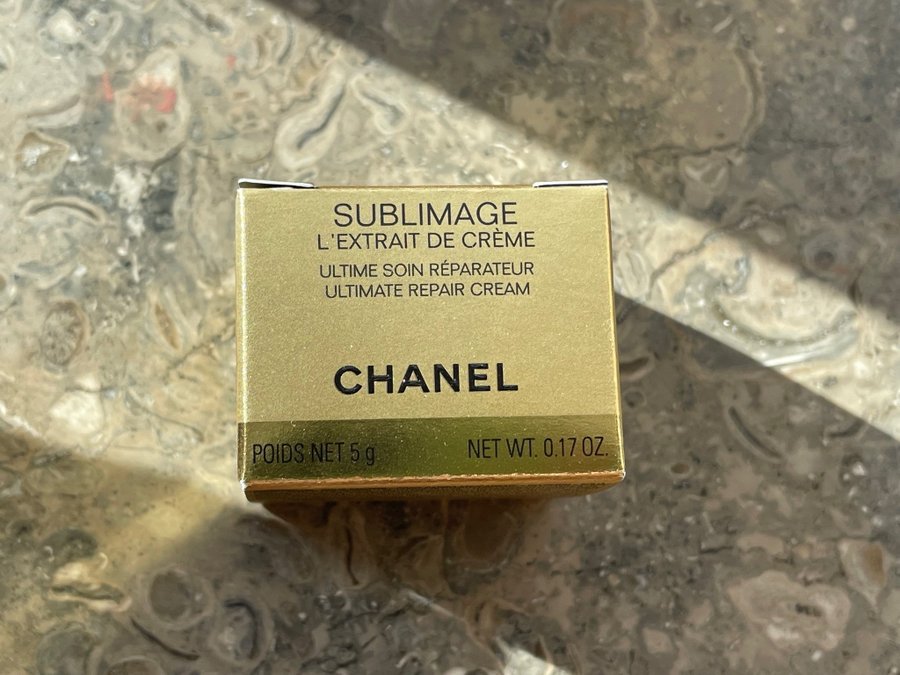 SUBLIMAGE
L'EXTRAIT DE CRÈME
ULTIME SOIN RÉPARATEUR
ULTIMATE REPAIR CREAM
CHANEL
POIDS NET 5 g NET WT. 0.17 OZ.